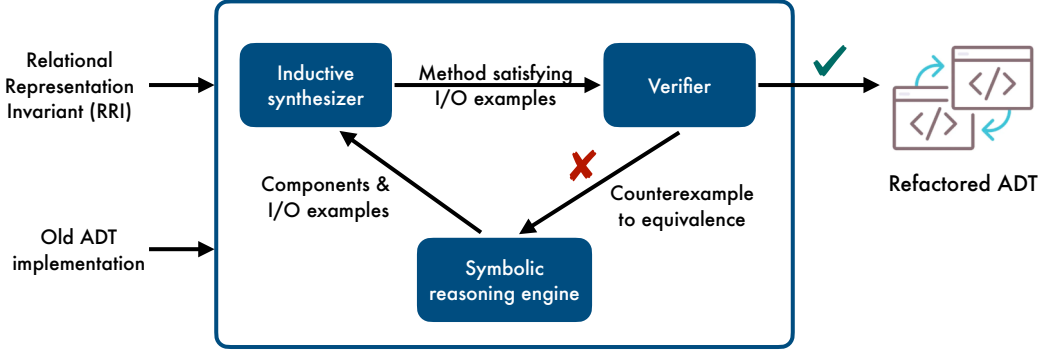 Relational
Representation
Invariant (RRI)
Old ADT
implementation
Inductive
synthesizer
Method satisfying
I/O examples
Verifier
Components &
I/O examples
Counterexample
to equivalence
Symbolic
reasoning engine
</>
</>
Refactored ADT